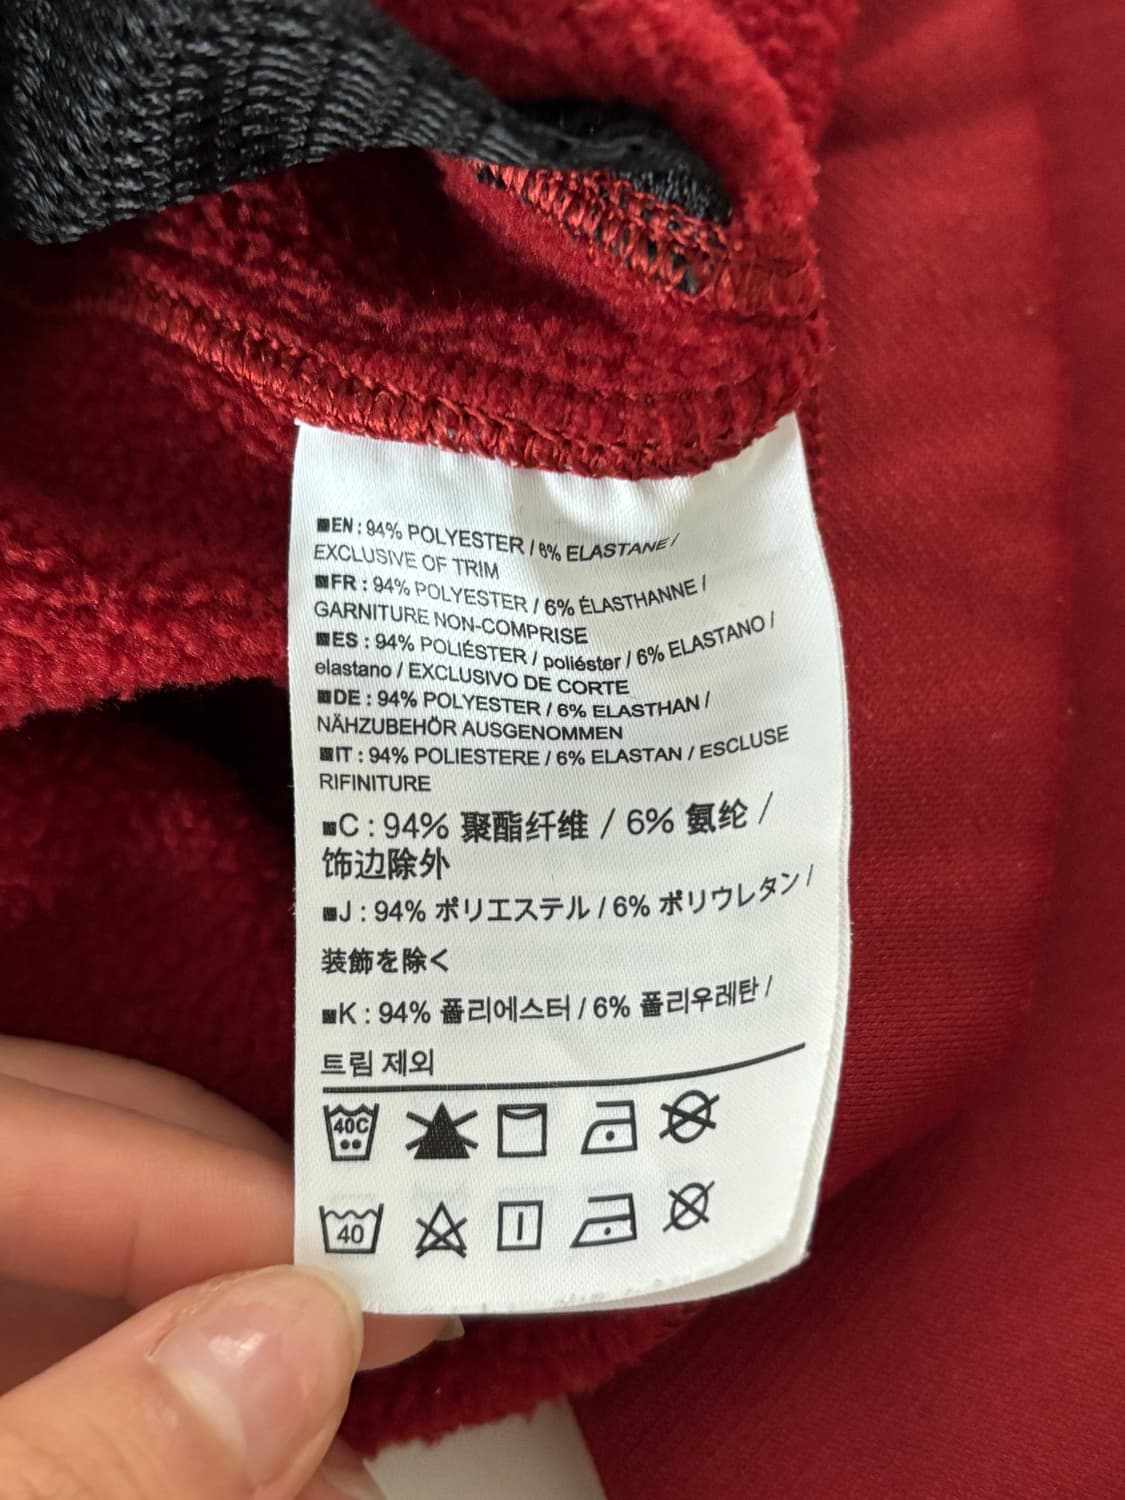 ■EN : 94% POLYESTER / 6% ELASTANE /
EXCLUSIVE OF TRIM
■FR : 94% POLYESTER / 6% ÉLASTHANNE /
GARNITURE NON-COMPRISE
■ES : 94% POLIÉSTER / poliéster / 6% ELASTANO /
elastano / EXCLUSIVO DE CORTE
■DE : 94% POLYESTER / 6% ELASTHAN /
NÄHZUBEHÖR AUSGENOMMEN
■IT : 94% POLIESTERE / 6% ELASTAN / ESCLUSE
RIFINITURE
■C : 94% 聚酯纤维 / 6% 氨纶 /
饰边除外
■J : 94% ポリエステル / 6% ポリウレタン /
装飾を除く
■K : 94% 폴리에스터 / 6% 폴리우레탄 /
트림 제외
40C
40